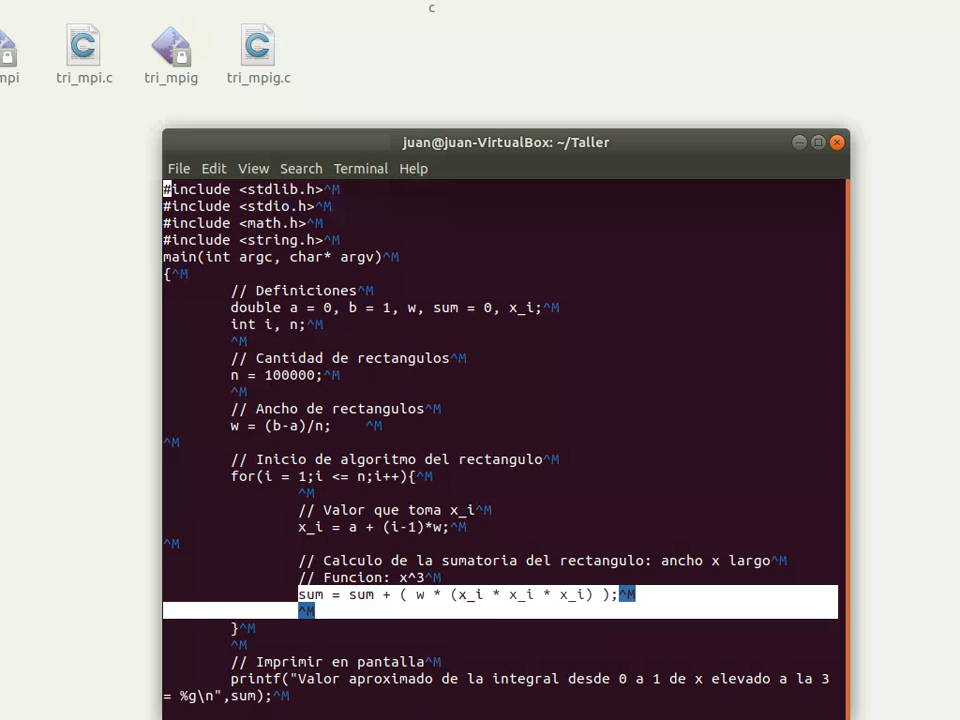 c
mpi
tri_mpi.c
tri_mpig
tri_mpig.c
juan@juan-VirtualBox: ~/Taller
File Edit View Search Terminal Help
#include <stdlib.h>^M
#include <stdio.h>^M
#include <math.h>^M
#include <string.h>^M
main(int argc, char* argv)^M
{^M
// Definiciones^M
double a = 0, b = 1, w, sum = 0, x_i;^M
int i, n;^M
^M
// Cantidad de rectangulos^M
n = 100000;^M
^M
// Ancho de rectangulos^M
w = (b-a)/n; ^M
^M
// Inicio de algoritmo del rectangulo^M
for(i = 1;i <= n;i++){^M
^M
// Valor que toma x_i^M
x_i = a + (i-1)*w;^M
^M
// Calculo de la sumatoria del rectangulo: ancho x largo^M
// Funcion: x^3^M
sum = sum + ( w * (x_i * x_i * x_i) );^M
^M
}^M
^M
// Imprimir en pantalla^M
printf("Valor aproximado de la integral desde 0 a 1 de x elevado a la 3
= %g\n",sum);^M